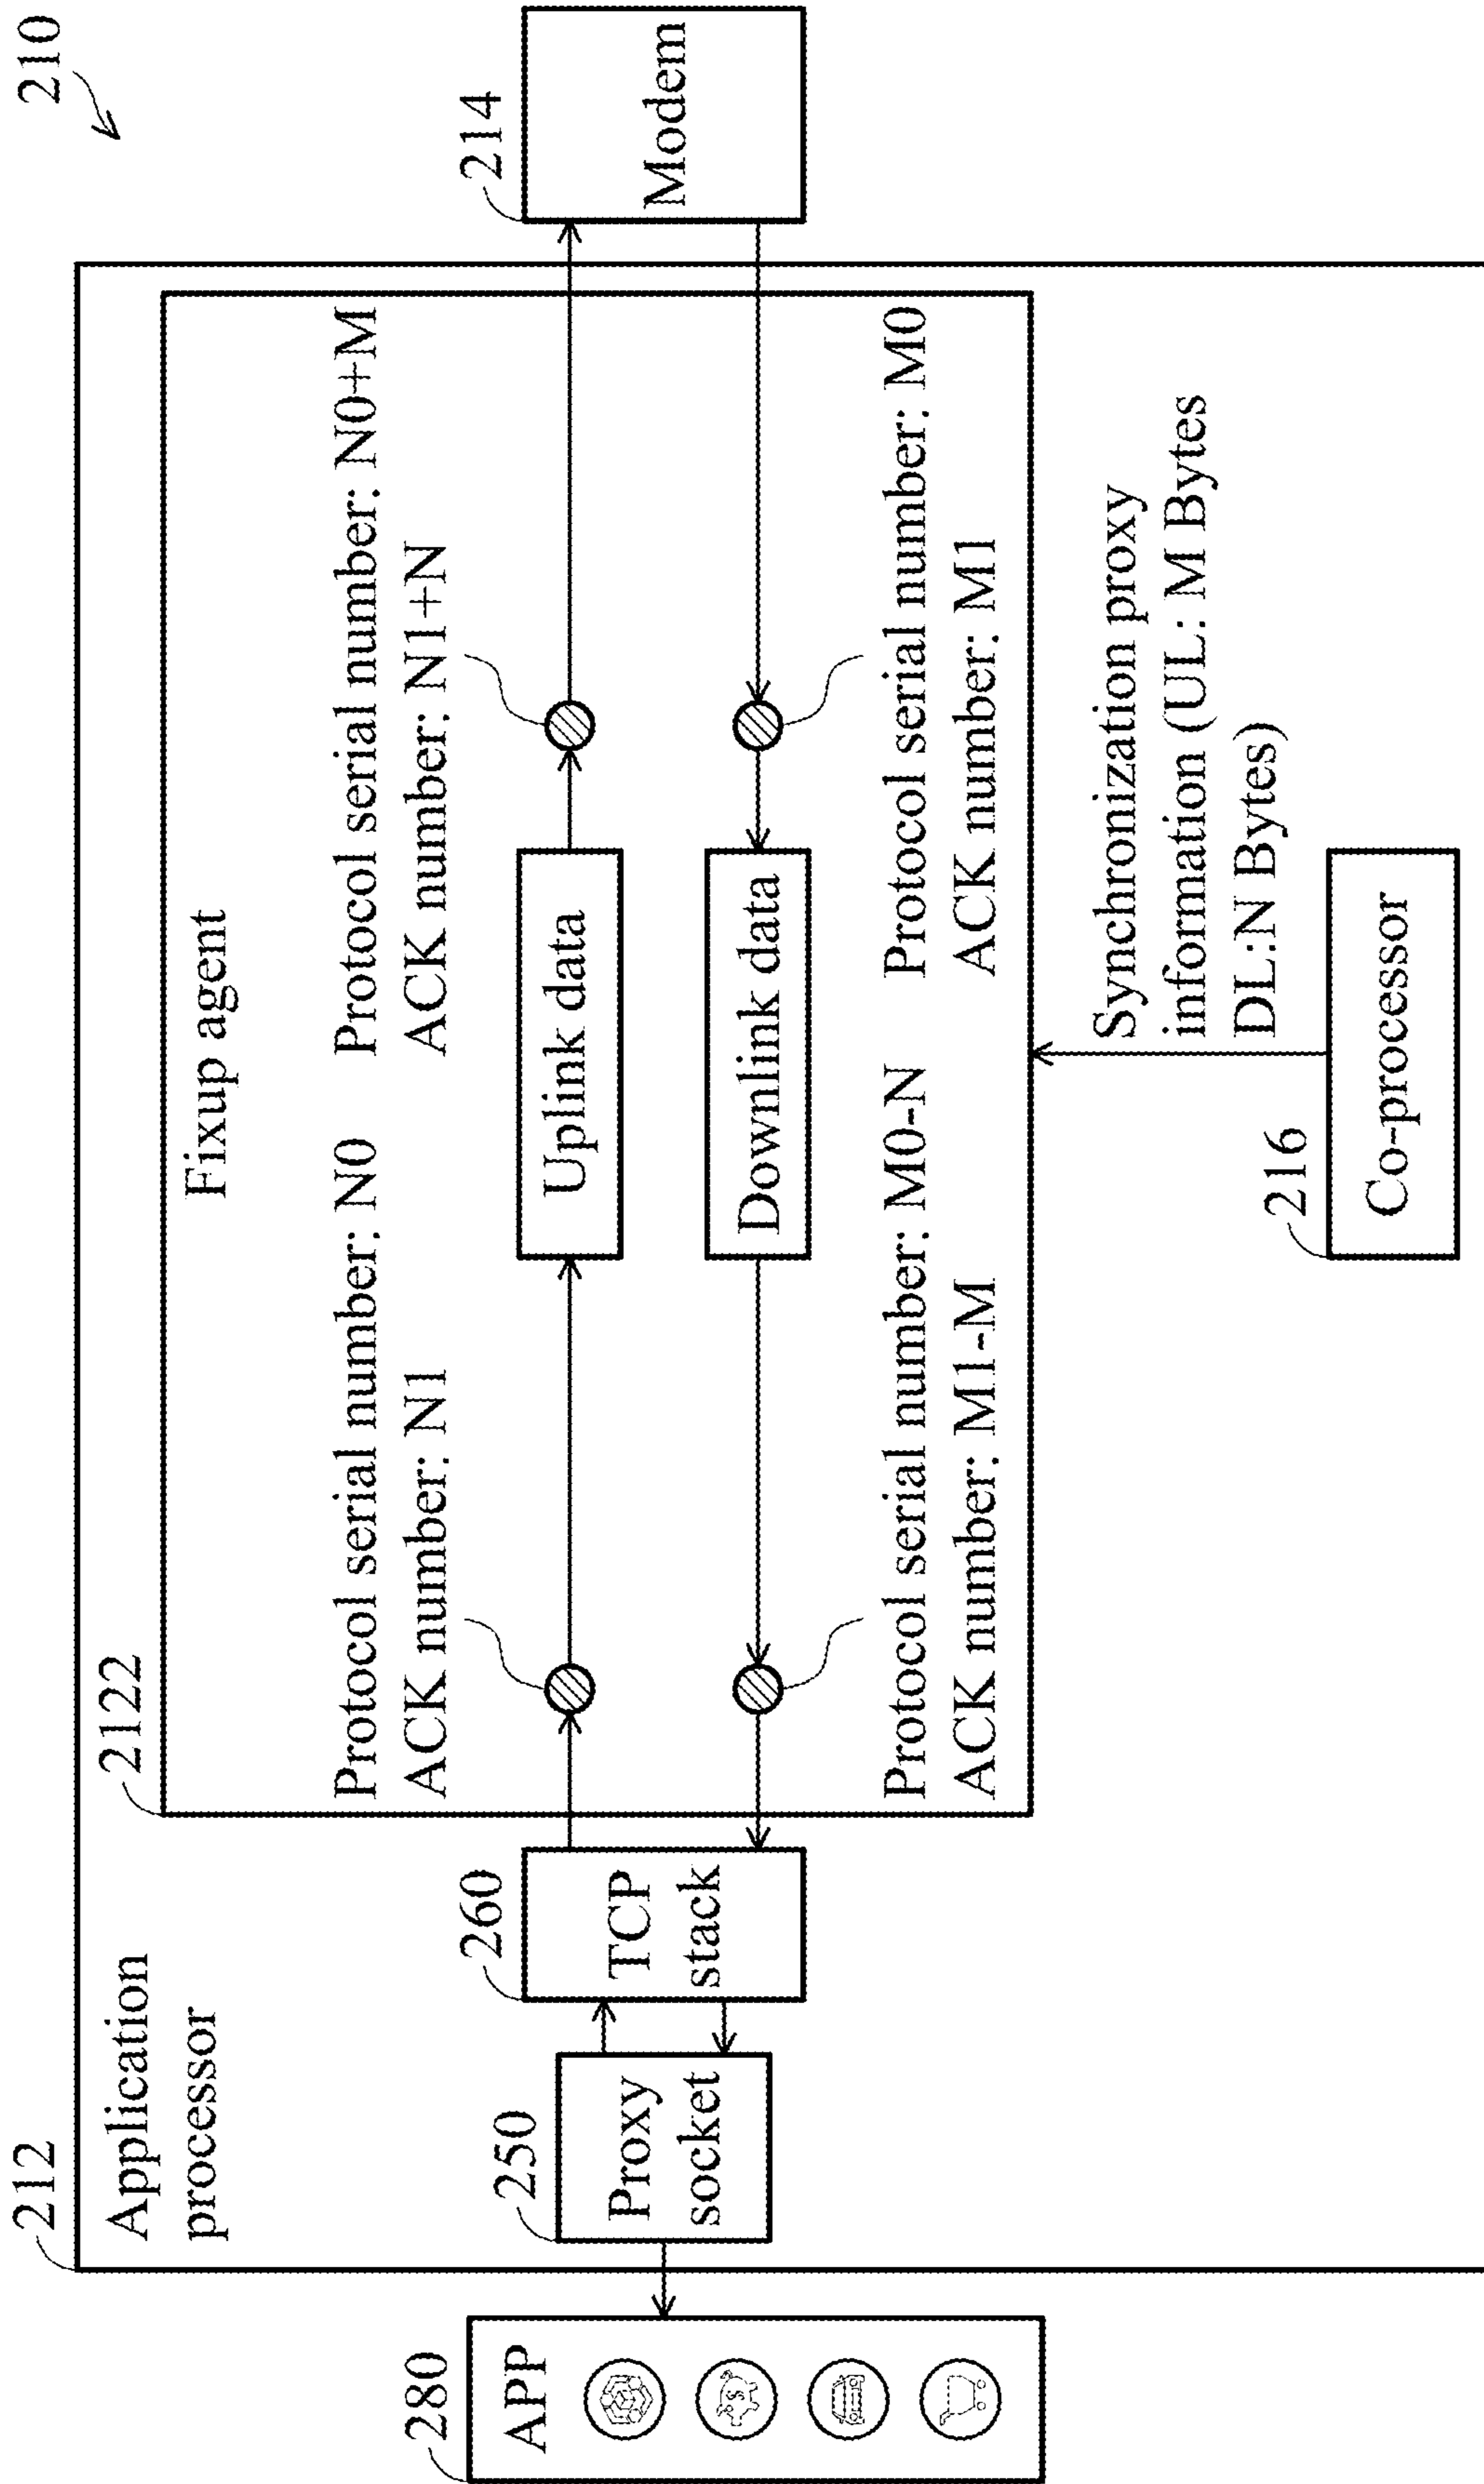 210
212
Application
processor
2122
Fixup agent
Protocol serial number: N0
ACK number: N1
Protocol serial number: N0+M
ACK number: N1+N
280
APP
$
250
Proxy
socket
260
TCP
stack
Uplink data
Downlink data
214
Modem
Protocol serial number: M0-N
ACK number: M1-M
Protocol serial number: M0
ACK number: M1
Synchronization proxy
information (UL: M Bytes
DL:N Bytes)
216
Co-processor